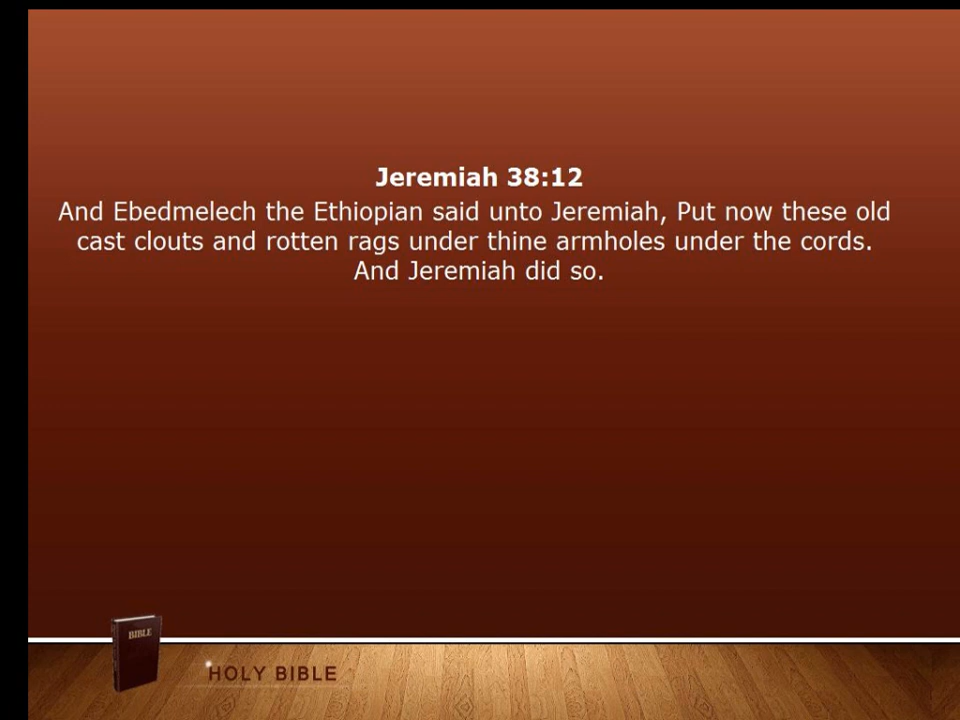 Jeremiah 38:12
And Ebedmelech the Ethiopian said unto Jeremiah, Put now these old
cast clouts and rotten rags under thine armholes under the cords.
And Jeremiah did so.
BIBLE
HOLY BIBLE